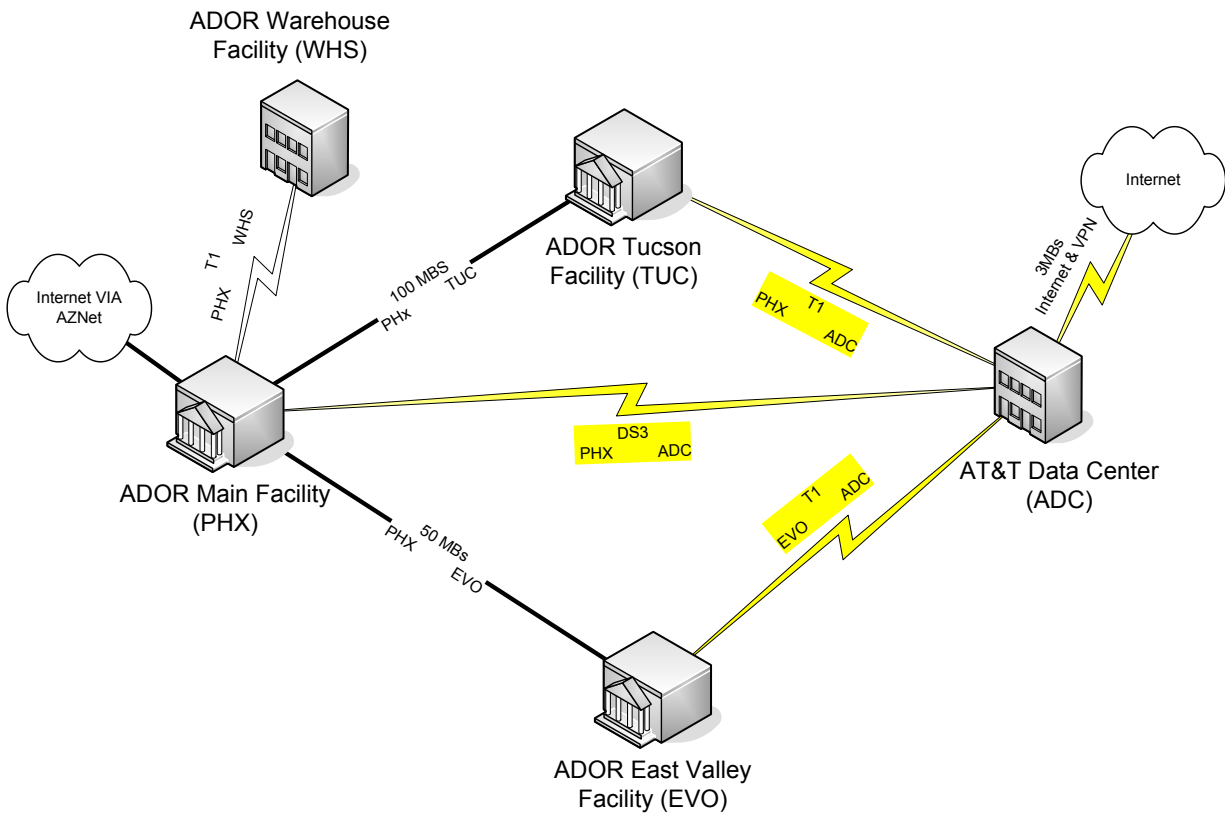 ADOR Warehouse
Facility (WHS)
PHX T1 WHS
Internet VIA
AZNet
100 MBS
PHx TUC
ADOR Tucson
Facility (TUC)
Internet
3MBs
Internet & VPN
T1
PHX ADC
DS3
PHX ADC
ADOR Main Facility
(PHX)
AT&T Data Center
(ADC)
T1
EVO ADC
50 MBs
PHX EVO
ADOR East Valley
Facility (EVO)